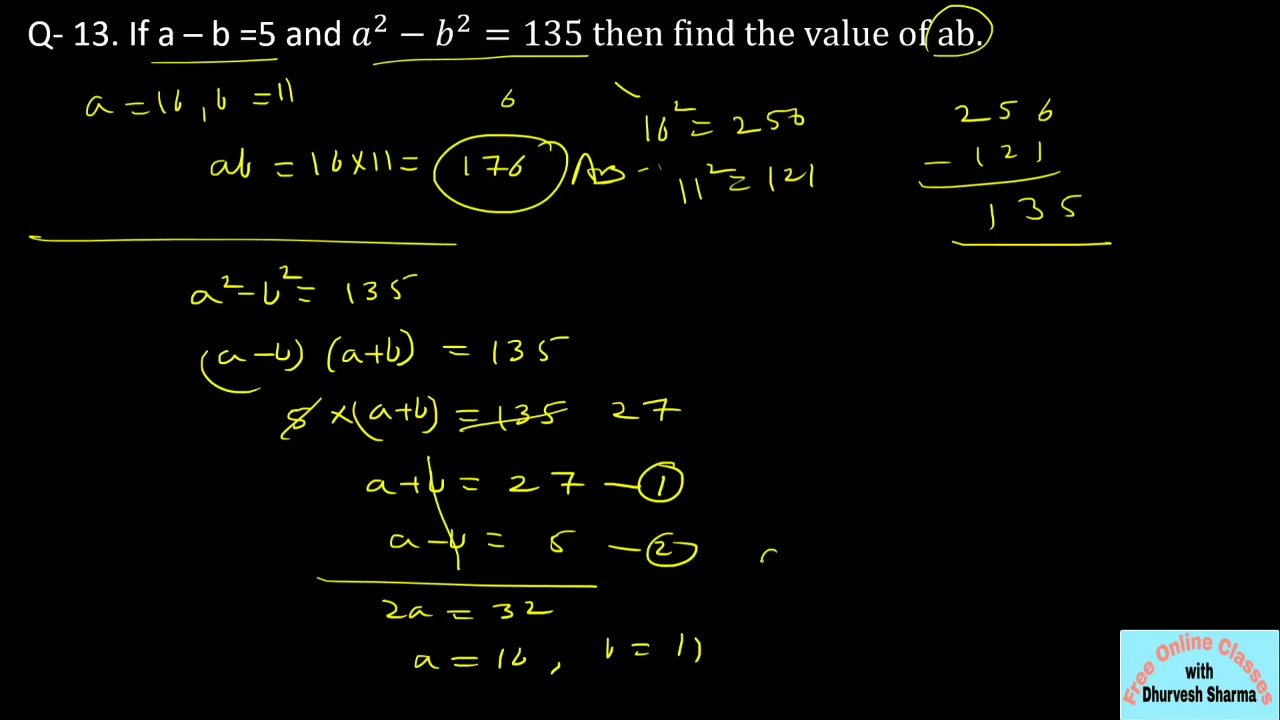 Q- 13. If a – b =5 and a² − b² = 135 then find the value of ab.
a = 16, b = 11
6
16² = 256
256
ab = 16×11 = 176 Ans
11² = 121
- 121
135
a² - b² = 135
(a-b) (a+b) = 135
5 ×(a+b) = 135 27
a+b = 27 — ①
a-b = 5 — ②
2a = 32
a = 16, b = 11
Free Online Classes
with
Dhurvesh Sharma